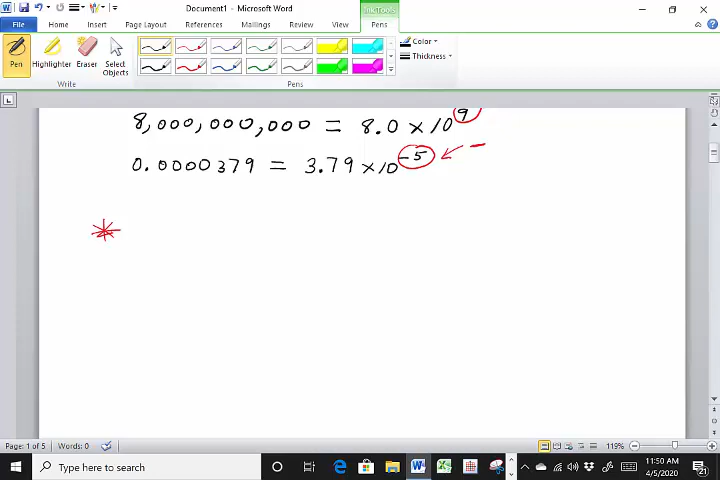 Document1 - Microsoft Word
Ink Tools
File Home Insert Page Layout References Mailings Review View Pens
Pen Highlighter Eraser Select Objects
Color
Thickness
Write Pens
8,000,000,000 = 8.0 × 10^9
0.0000379 = 3.79 × 10^-5 ← -
*
Page: 1 of 5 Words: 0 119%
Type here to search 11:50 AM
4/5/2020 21